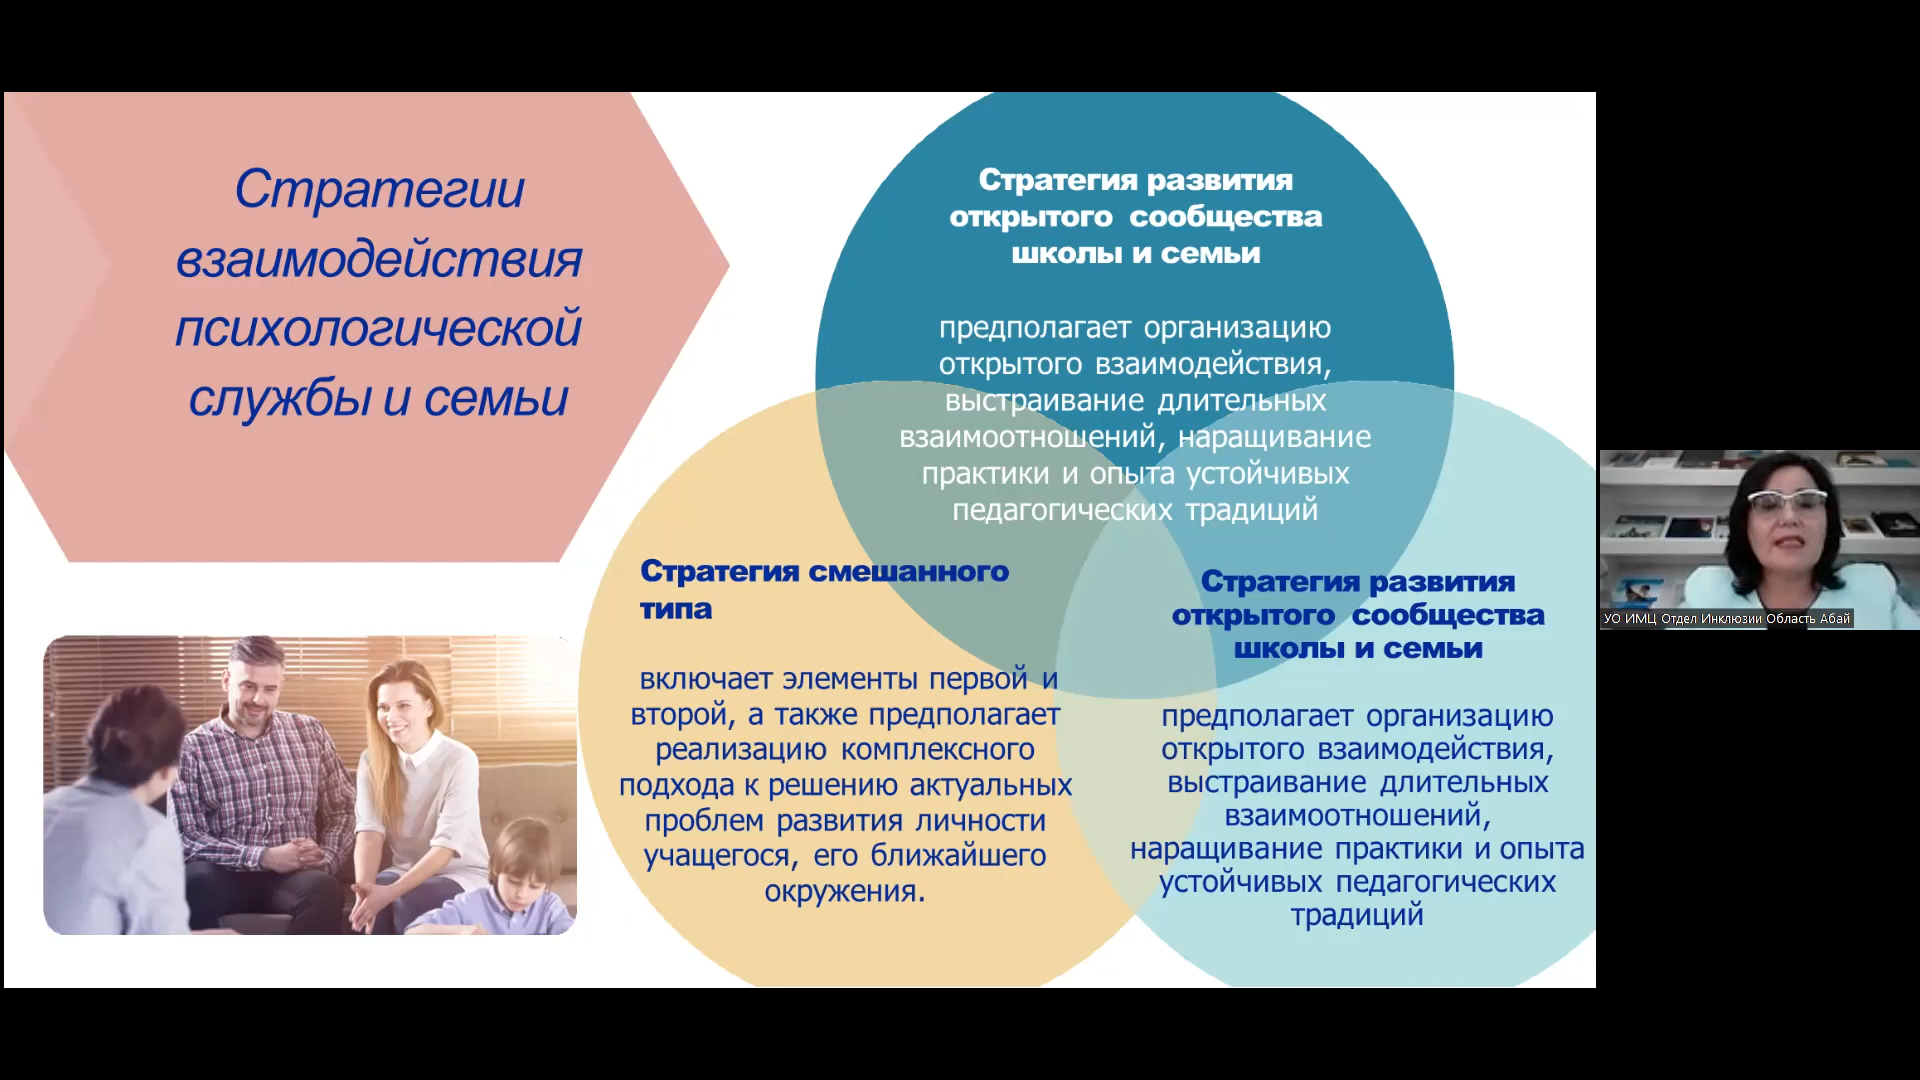 Стратегии
взаимодействия
психологической
службы и семьи
Стратегия развития
открытого сообщества
школы и семьи
предполагает организацию
открытого взаимодействия,
выстраивание длительных
взаимоотношений, наращивание
практики и опыта устойчивых
педагогических традиций
Стратегия смешанного
типа
включает элементы первой и
второй, а также предполагает
реализацию комплексного
подхода к решению актуальных
проблем развития личности
учащегося, его ближайшего
окружения.
Стратегия развития
открытого сообщества
школы и семьи
предполагает организацию
открытого взаимодействия,
выстраивание длительных
взаимоотношений,
наращивание практики и опыта
устойчивых педагогических
традиций
УО ИМЦ Отдел Инклюзии Область Абай